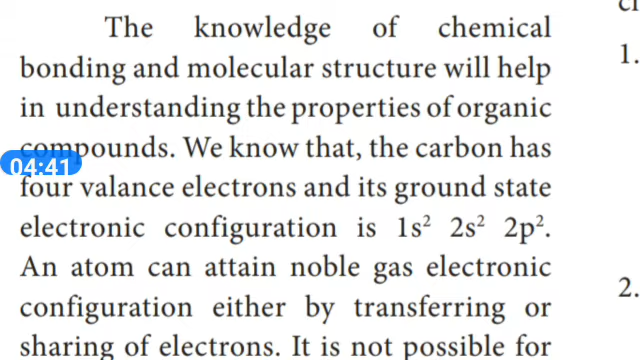 The knowledge of chemical
bonding and molecular structure will help
in understanding the properties of organic
compounds. We know that, the carbon has
04:41
four valance electrons and its ground state
electronic configuration is 1s² 2s² 2p².
An atom can attain noble gas electronic
configuration either by transferring or
sharing of electrons. It is not possible for
1.
2.